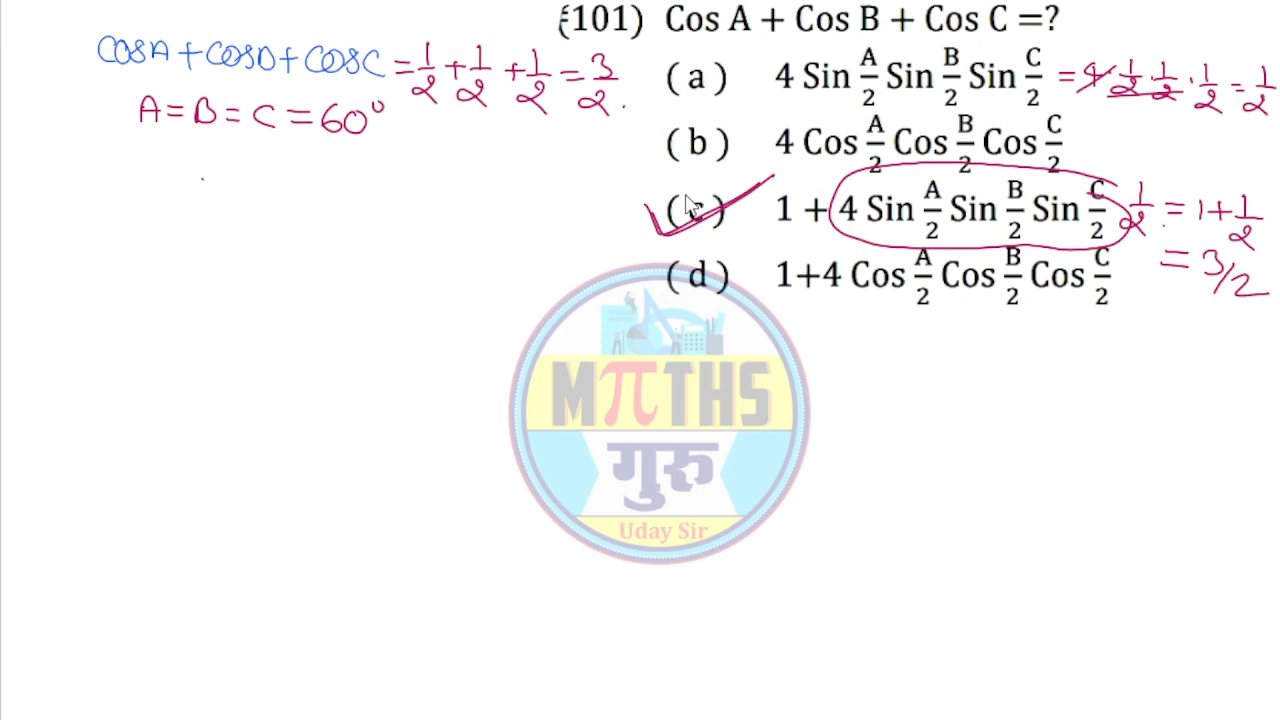 (101) Cos A + Cos B + Cos C =?
COSA + COSB + COSC = 1/2 + 1/2 + 1/2 = 3/2.
A = B = C = 60°
(a) 4 Sin A/2 Sin B/2 Sin C/2 = 4 1/2 · 1/2 · 1/2 = 1/2
(b) 4 Cos A/2 Cos B/2 Cos C/2
(c) 1 + 4 Sin A/2 Sin B/2 Sin C/2 1/2 = 1 + 1/2
= 3/2
(d) 1+4 Cos A/2 Cos B/2 Cos C/2
MπTHS
गुरु
Uday Sir